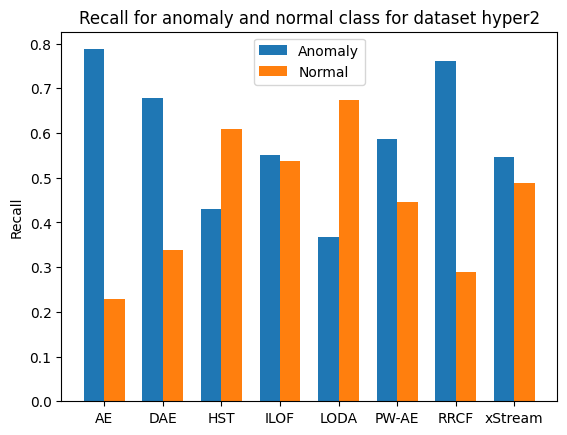 Recall for anomaly and normal class for dataset hyper2
Anomaly
Normal
Recall
0.8
0.7
0.6
0.5
0.4
0.3
0.2
0.1
0.0
AE DAE HST ILOF LODA PW-AE RRCF xStream